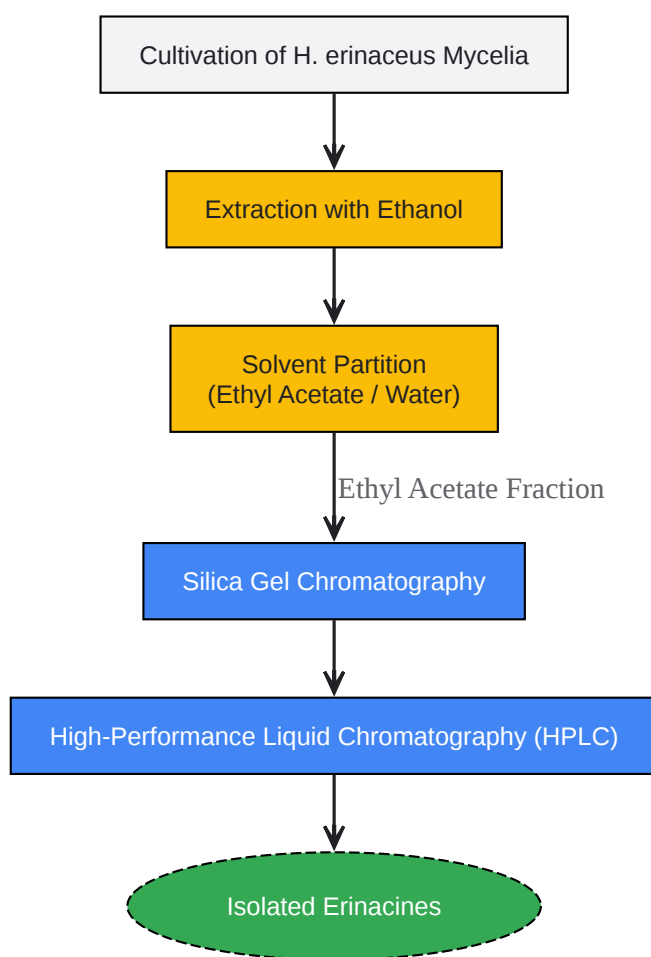 Cultivation of H. erinaceus Mycelia
Extraction with Ethanol
Solvent Partition
(Ethyl Acetate / Water)
Ethyl Acetate Fraction
Silica Gel Chromatography
High-Performance Liquid Chromatography (HPLC)
Isolated Erinacines